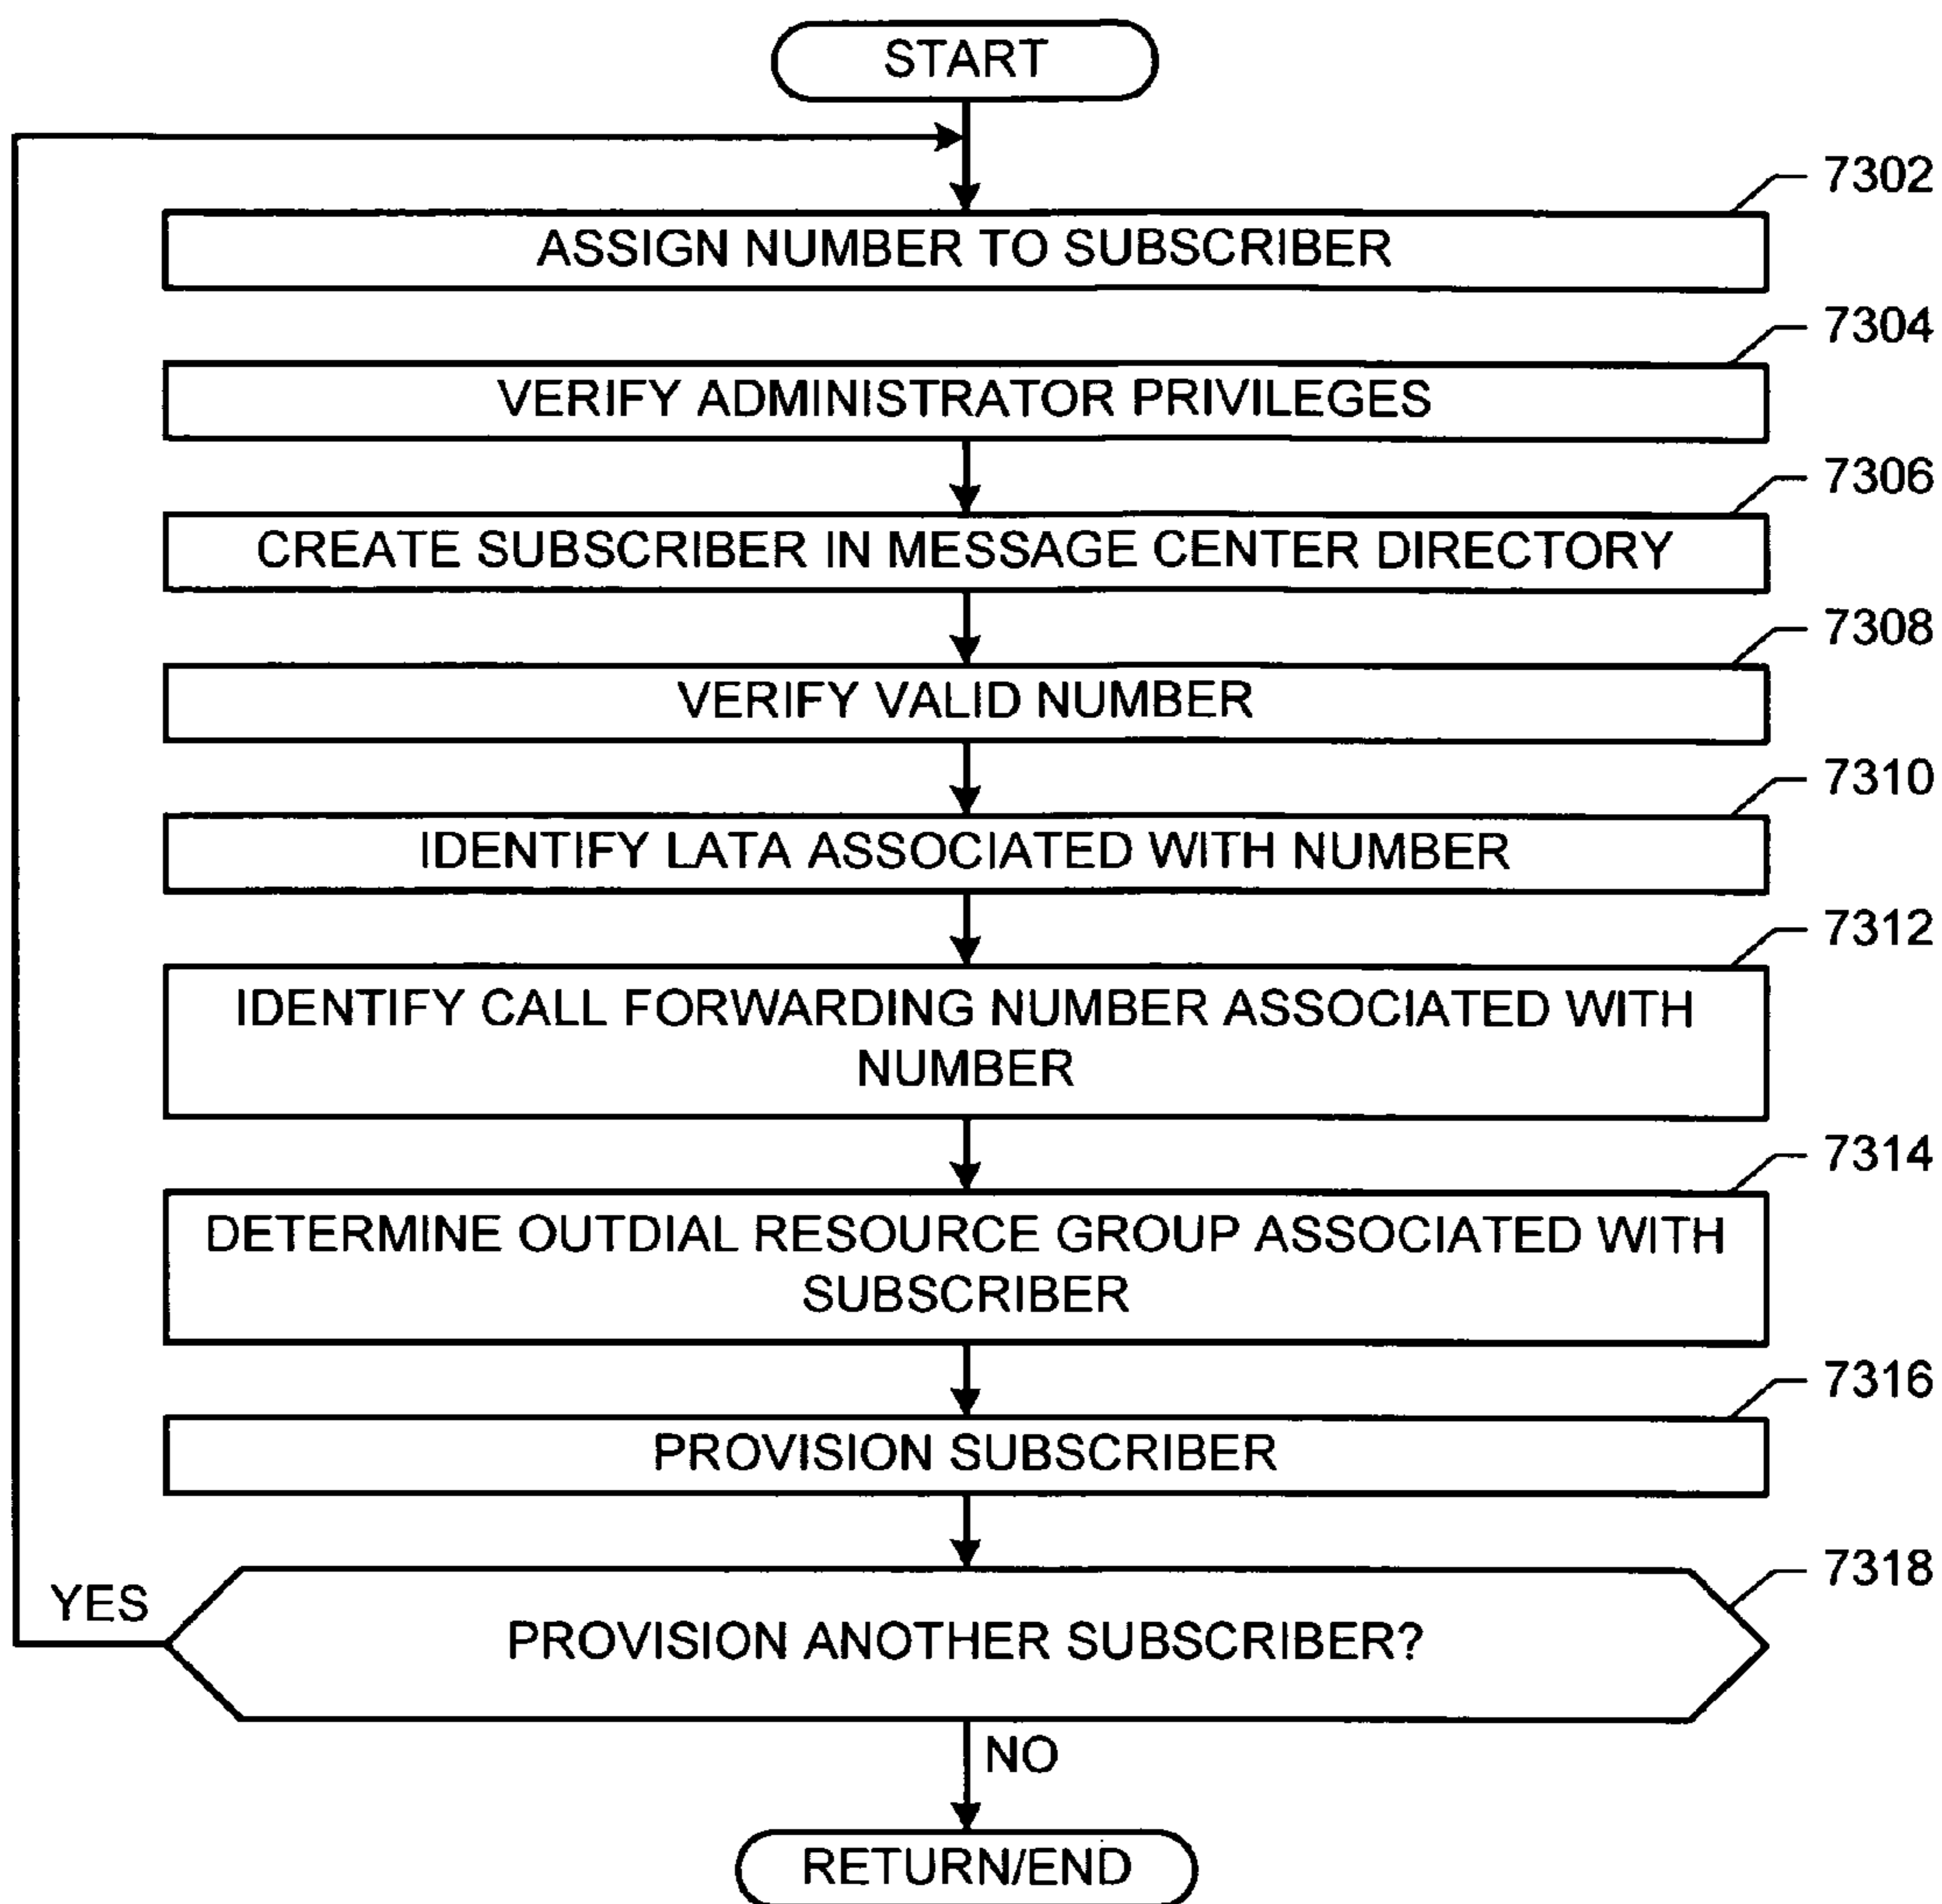 START
7302
ASSIGN NUMBER TO SUBSCRIBER
7304
VERIFY ADMINISTRATOR PRIVILEGES
7306
CREATE SUBSCRIBER IN MESSAGE CENTER DIRECTORY
7308
VERIFY VALID NUMBER
7310
IDENTIFY LATA ASSOCIATED WITH NUMBER
7312
IDENTIFY CALL FORWARDING NUMBER ASSOCIATED WITH
NUMBER
7314
DETERMINE OUTDIAL RESOURCE GROUP ASSOCIATED WITH
SUBSCRIBER
7316
PROVISION SUBSCRIBER
7318
YES
PROVISION ANOTHER SUBSCRIBER?
NO
RETURN/END